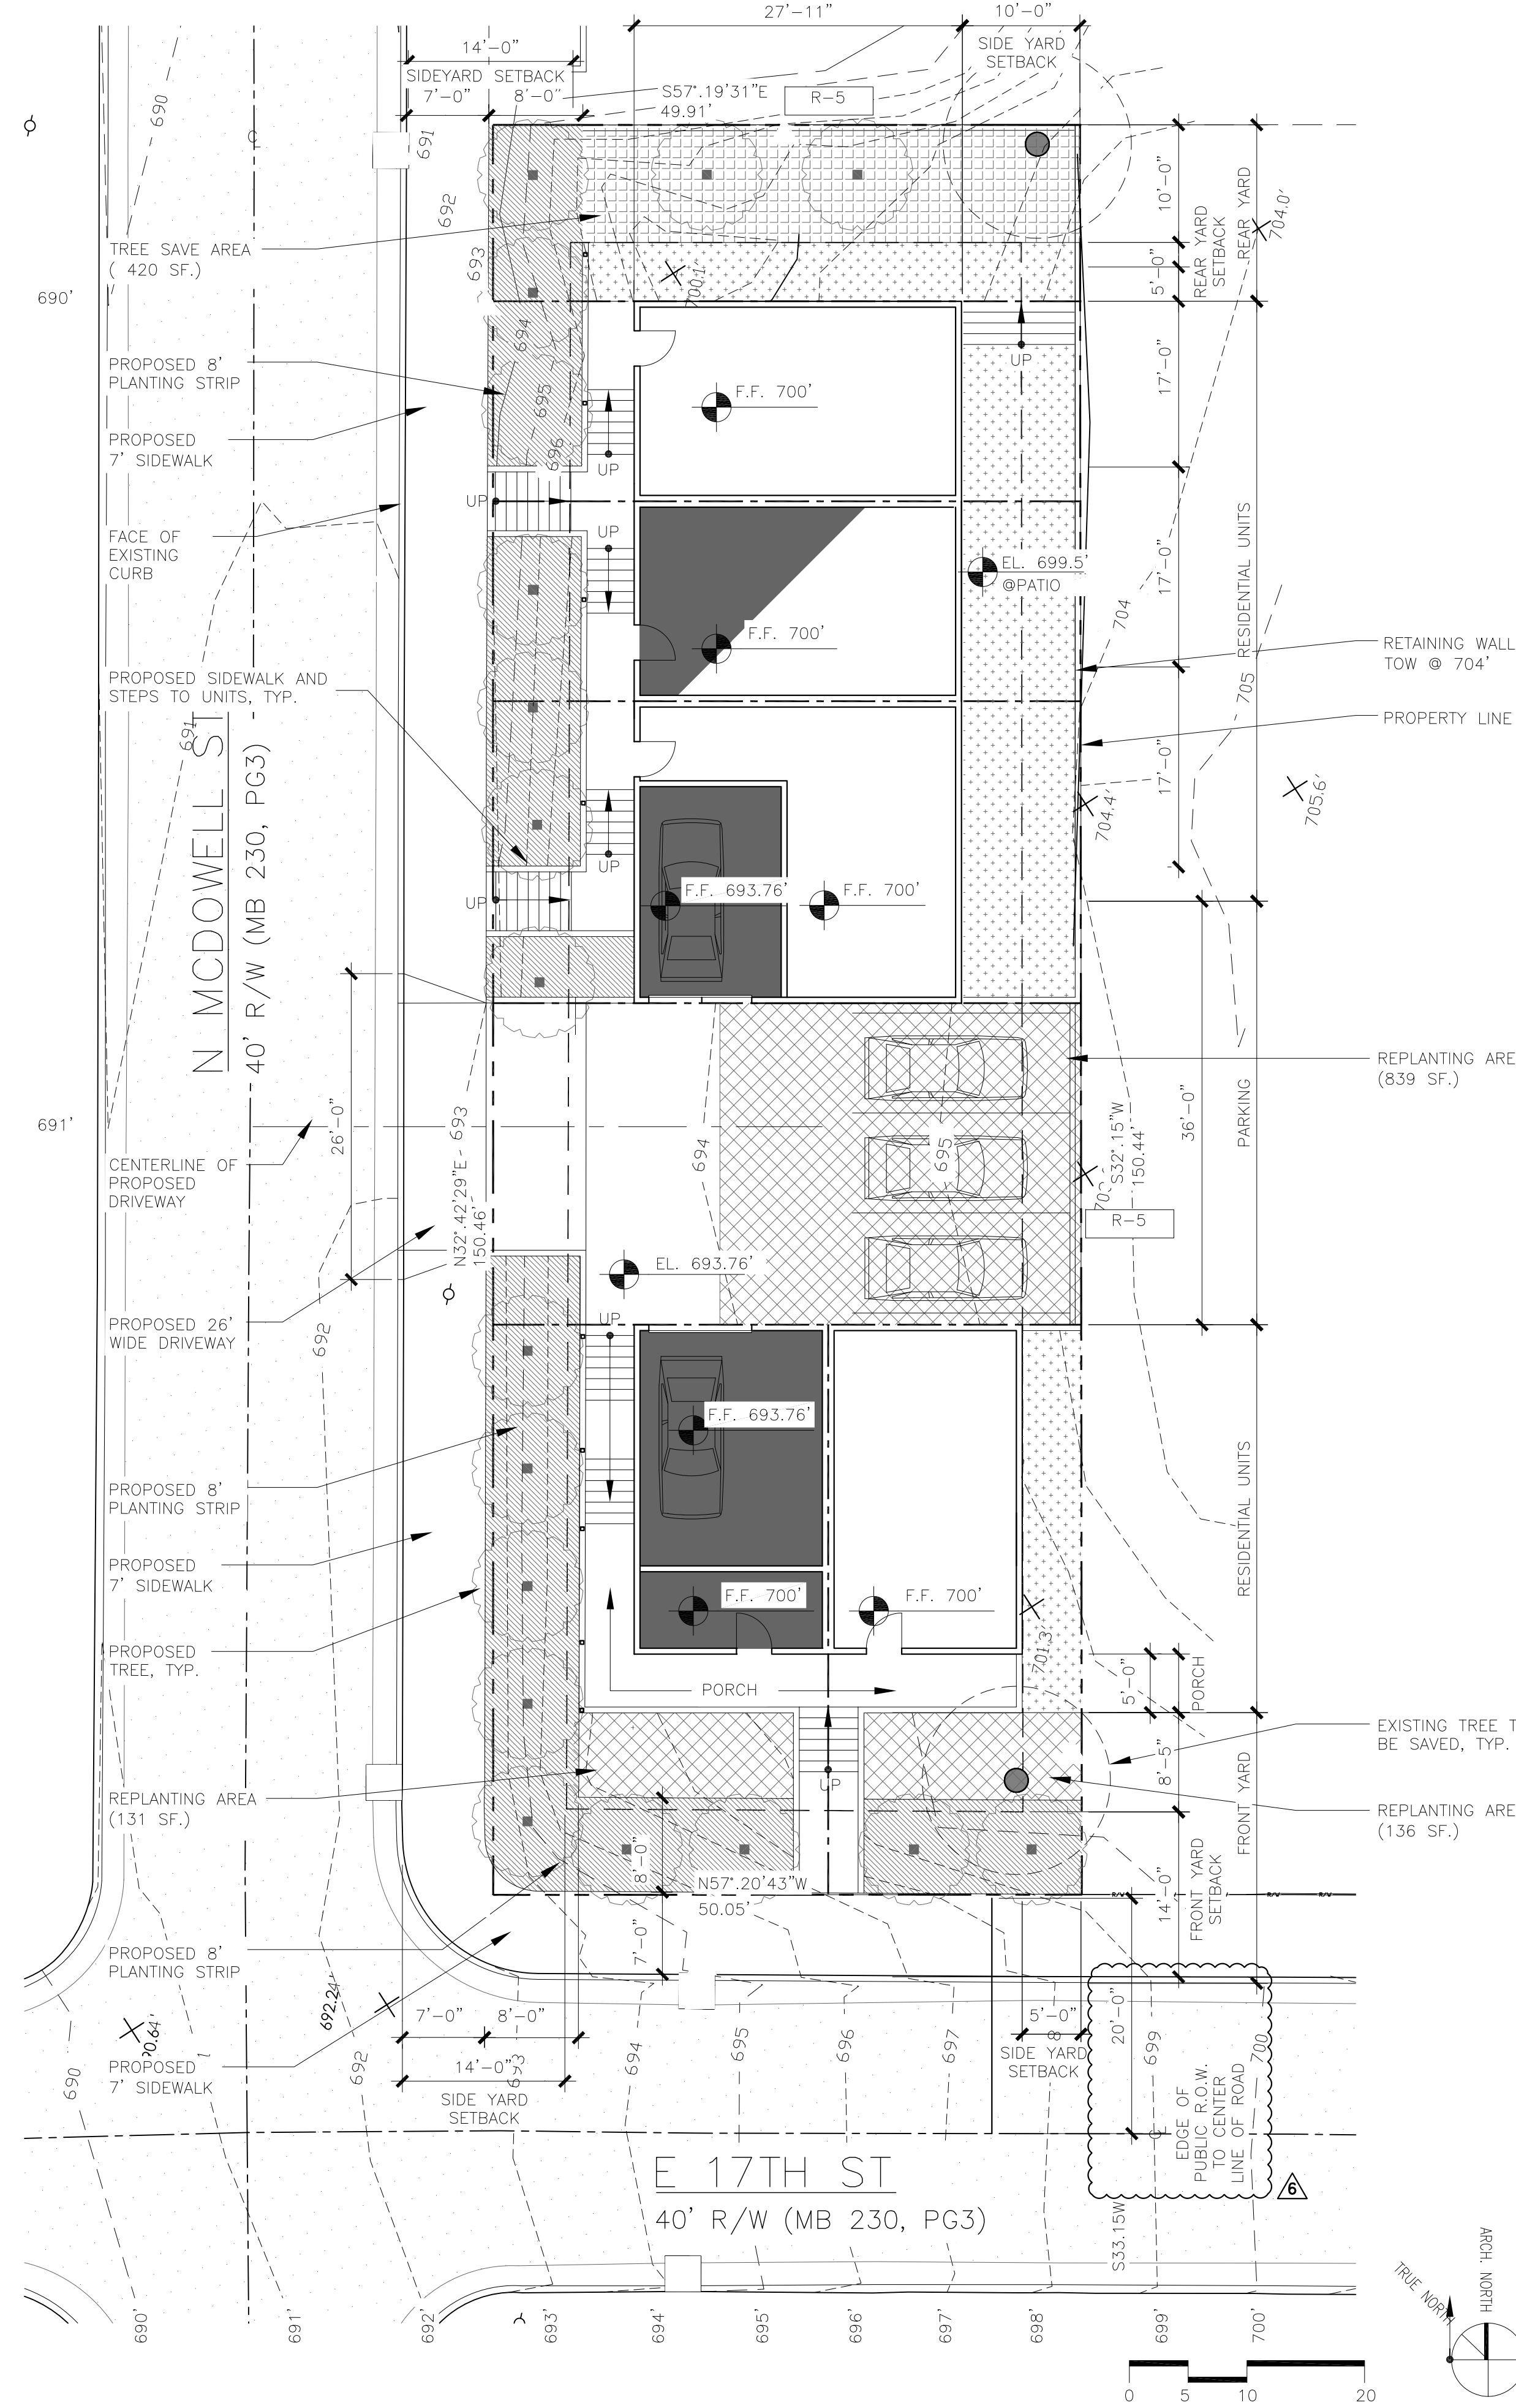 27'-11"
10'-0"
SIDE YARD
SETBACK
14'-0"
SIDEYARD SETBACK
7'-0"
8'-0"
S57°.19'31"E
49.91'
R-5
690
691
692
693
694
695
696
TREE SAVE AREA
( 420 SF.)
690'
PROPOSED 8'
PLANTING STRIP
PROPOSED
7' SIDEWALK
FACE OF
EXISTING
CURB
PROPOSED SIDEWALK AND
STEPS TO UNITS, TYP.
691
N MCDOWELL ST
40' R/W (MB 230, PG3)
691'
26'-0"
CENTERLINE OF
PROPOSED
DRIVEWAY
PROPOSED 26'
WIDE DRIVEWAY
692
PROPOSED 8'
PLANTING STRIP
PROPOSED
7' SIDEWALK
PROPOSED
TREE, TYP.
REPLANTING AREA
(131 SF.)
PROPOSED 8'
PLANTING STRIP
PROPOSED
7' SIDEWALK
700.1'
F.F. 700'
UP
UP
UP
UP
F.F. 700'
EL. 699.5'
@PATIO
UP
UP
F.F. 693.76'
F.F. 700'
N32°.42'29"E
150.46'
693
694
695
EL. 693.76'
UP
F.F. 693.76'
F.F. 700'
F.F. 700'
701.3'
PORCH
UP
8'-0"
N57°.20'43"W
50.05'
7'-0"
10'-0"
5'-0"
REAR YARD
SETBACK
REAR YARD
704.0'
17'-0"
17'-0"
17'-0"
RESIDENTIAL UNITS
704
705
704.4'
705.6'
RETAINING WALL
TOW @ 704'
PROPERTY LINE
REPLANTING ARE
(839 SF.)
36'-0"
PARKING
S32°.15"W
150.44'
R-5
RESIDENTIAL UNITS
5'-0"
PORCH
8'-5"
14'-0"
FRONT YARD
SETBACK
FRONT YARD
EXISTING TREE T
BE SAVED, TYP.
REPLANTING ARE
(136 SF.)
R/W
R/W
R/W
7'-0"
8'-0"
14'-0"
SIDE YARD
SETBACK
5'-0"
SIDE YARD
SETBACK
20'-0"
EDGE OF
PUBLIC R.O.W.
TO CENTER
LINE OF ROAD
6
692.24'
690
692
693
694
695
696
697
8
699
700
E 17TH ST
40' R/W (MB 230, PG3)
S33.15W
690'
691'
692'
693'
694'
695'
696'
697'
698'
699'
700'
0
5
10
20
TRUE NORTH
ARCH. NORTH